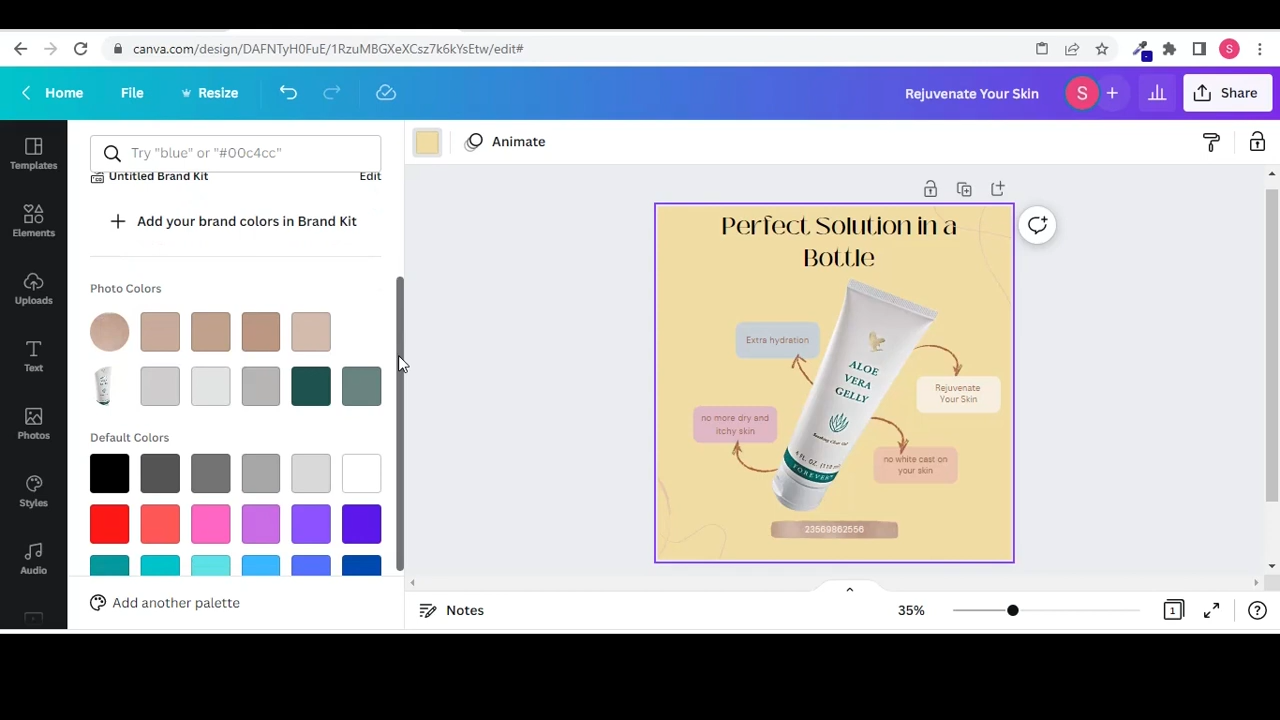 canva.com/design/DAFNTyH0FuE/1RzuMBGXeXCsz7k6kYsEtw/edit#
S
Home
File
Resize
Rejuvenate Your Skin
S
Share
Templates
Elements
Uploads
Text
Photos
Styles
Audio
Try "blue" or "#00c4cc"
Untitled Brand Kit
Edit
Add your brand colors in Brand Kit
Photo Colors
Default Colors
Add another palette
Animate
Perfect Solution in a
Bottle
Extra hydration
Rejuvenate
Your Skin
no more dry and
itchy skin
no white cast on
your skin
ALOE
VERA
GELLY
FOREVER
23569862556
Notes
35%
1